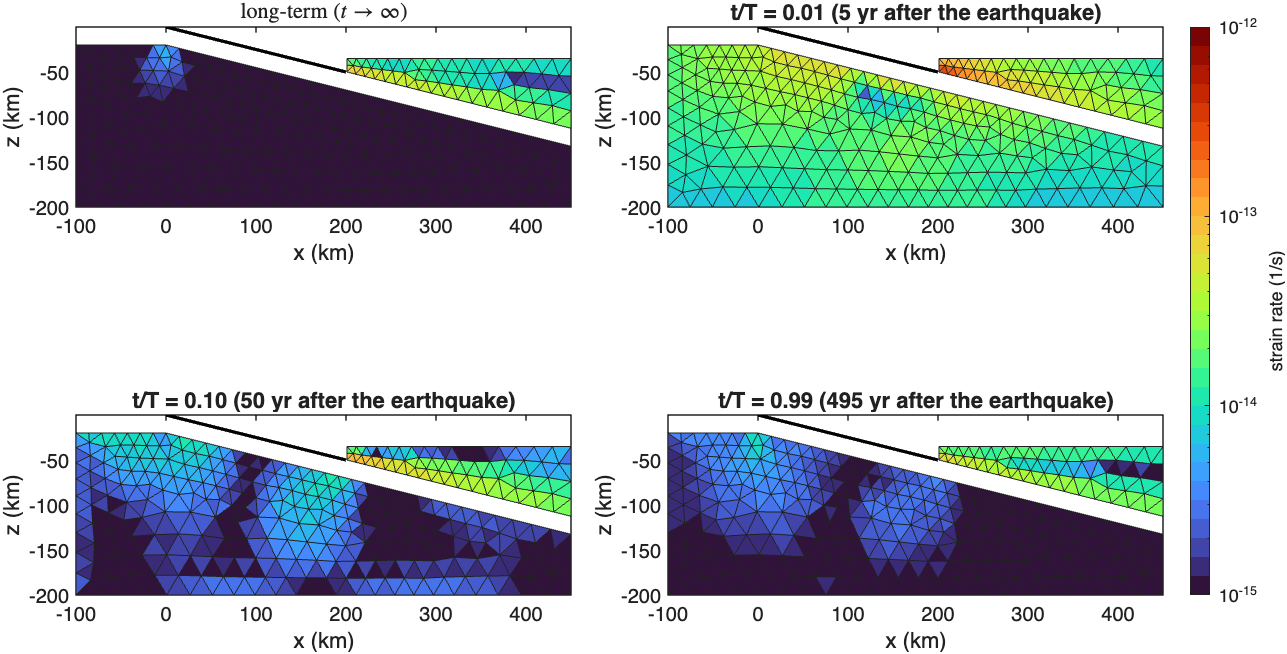 long-term (t → ∞)
t/T = 0.01 (5 yr after the earthquake)
10^-12
-50
-100
-150
-200
z (km)
-100 0 100 200 300 400
x (km)
-50
-100
-150
-200
z (km)
-100 0 100 200 300 400
x (km)
10^-13
strain rate (1/s)
10^-14
10^-15
t/T = 0.10 (50 yr after the earthquake)
t/T = 0.99 (495 yr after the earthquake)
-50
-100
-150
-200
z (km)
-100 0 100 200 300 400
x (km)
-50
-100
-150
-200
z (km)
-100 0 100 200 300 400
x (km)